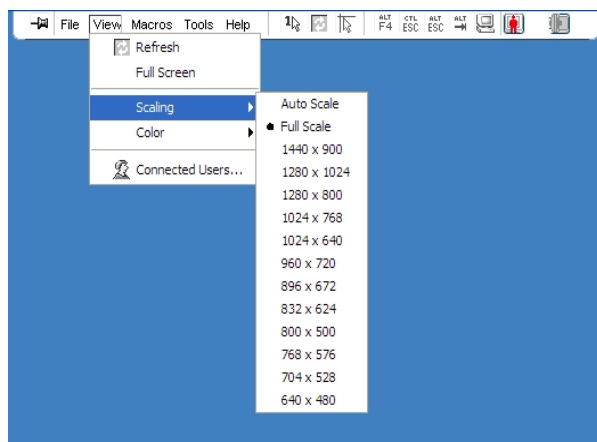 File View Macros Tools Help 1 ALT F4 CTL ESC ALT ESC ALT
Refresh
Full Screen
Scaling
Color
Connected Users...
Auto Scale
Full Scale
1440 x 900
1280 x 1024
1280 x 800
1024 x 768
1024 x 640
960 x 720
896 x 672
832 x 624
800 x 500
768 x 576
704 x 528
640 x 480